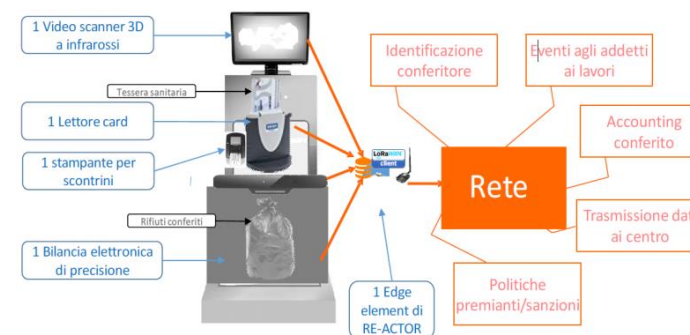 1 Video scanner 3D
a infrarossi
Tessera sanitaria
1 Lettore card
1 stampante per
scontrini
Rifiuti conferiti
1 Bilancia elettronica
di precisione
LoRaWAN
client
1 Edge
element di
RE-ACTOR
Rete
Identificazione
conferitore
Eventi agli addetti
ai lavori
Accounting
conferito
Trasmissione dat
ai centro
Politiche
premianti/sanzioni